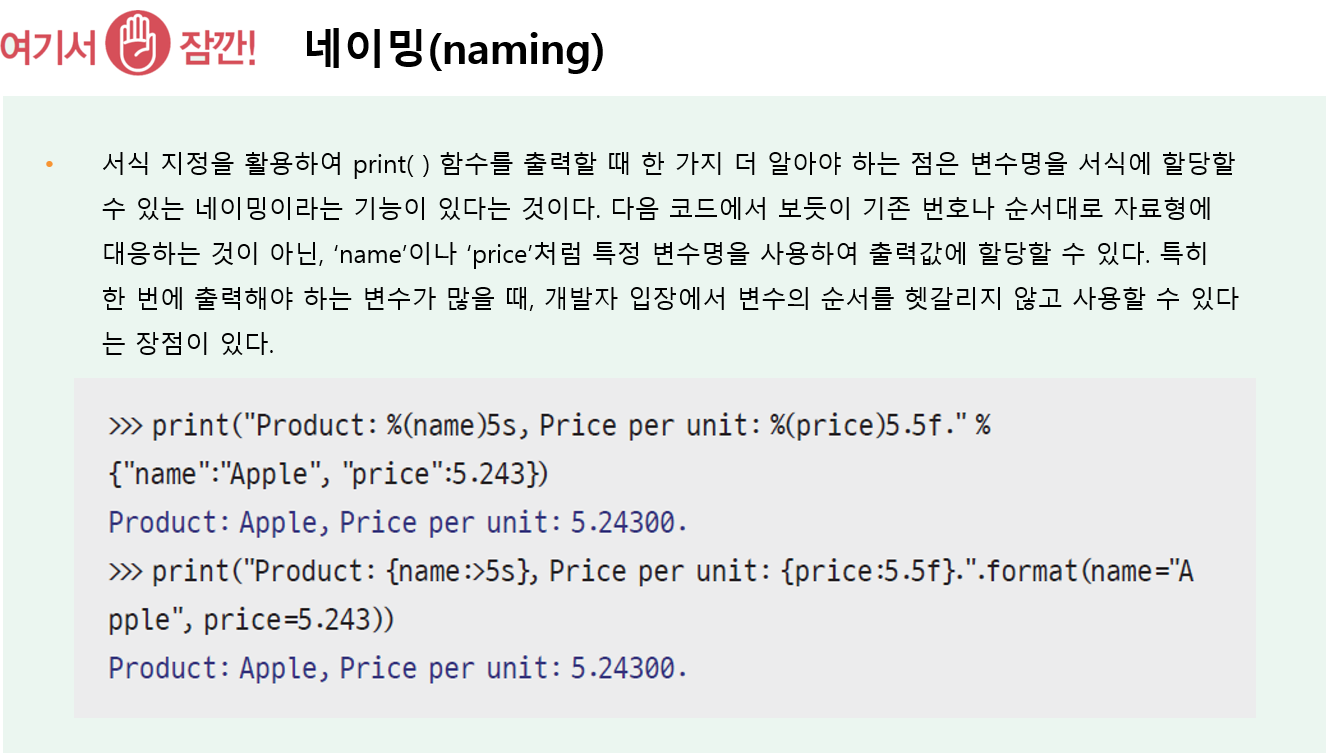 여기서 잠깐! 네이밍(naming)
• 서식 지정을 활용하여 print( ) 함수를 출력할 때 한 가지 더 알아야 하는 점은 변수명을 서식에 할당할
수 있는 네이밍이라는 기능이 있다는 것이다. 다음 코드에서 보듯이 기존 번호나 순서대로 자료형에
대응하는 것이 아닌, ‘name’이나 ‘price’처럼 특정 변수명을 사용하여 출력값에 할당할 수 있다. 특히
한 번에 출력해야 하는 변수가 많을 때, 개발자 입장에서 변수의 순서를 헷갈리지 않고 사용할 수 있다
는 장점이 있다.
>>> print("Product: %(name)5s, Price per unit: %(price)5.5f." %
{"name":"Apple", "price":5.243})
Product: Apple, Price per unit: 5.24300.
>>> print("Product: {name:>5s}, Price per unit: {price:5.5f}.".format(name="A
pple", price=5.243))
Product: Apple, Price per unit: 5.24300.